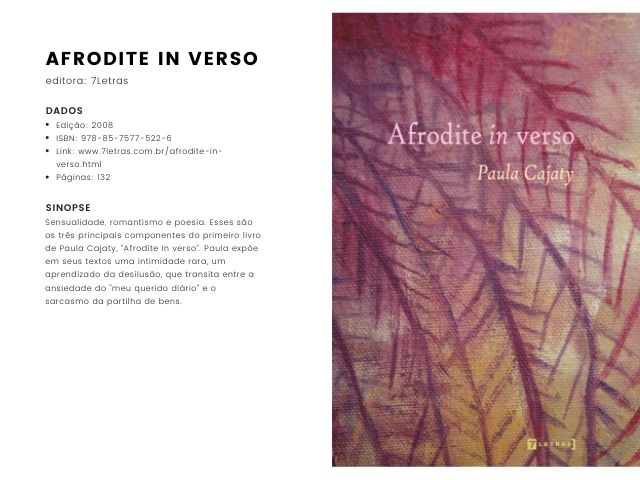 AFRODITE IN VERSO
editora: 7Letras
DADOS
• Edição: 2008
• ISBN: 978-85-7577-522-6
• Link: www.7letras.com.br/afrodite-in-
verso.html
• Páginas: 132
SINOPSE
Sensualidade, romantismo e poesia. Esses são
os três principais componentes do primeiro livro
de Paula Cajaty, "Afrodite In verso". Paula expõe
em seus textos uma intimidade rara, um
aprendizado da desilusão, que transita entre a
ansiedade do "meu querido diário" e o
sarcasmo da partilha de bens.
Afrodite in verso
Paula Cajaty
7LETRAS